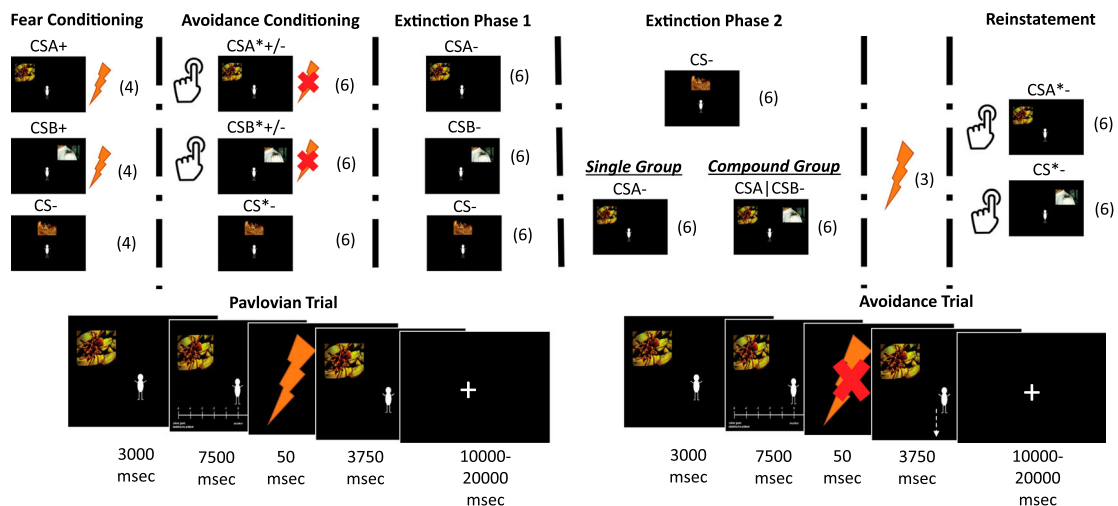 Fear Conditioning
CSA+
(4)
CSB+
(4)
CS-
(4)
Avoidance Conditioning
CSA*+/-
(6)
CSB*+/-
(6)
CS*-
(6)
Extinction Phase 1
CSA-
(6)
CSB-
(6)
CS-
(6)
Extinction Phase 2
CS-
(6)
Single Group
CSA-
(6)
Compound Group
CSA|CSB-
(6)
(3)
Reinstatement
CSA*-
(6)
CS*-
(6)
Pavlovian Trial
3000
msec
7500
msec
50
msec
3750
msec
10000-
20000
msec
Avoidance Trial
3000
msec
7500
msec
50
msec
3750
msec
10000-
20000
msec